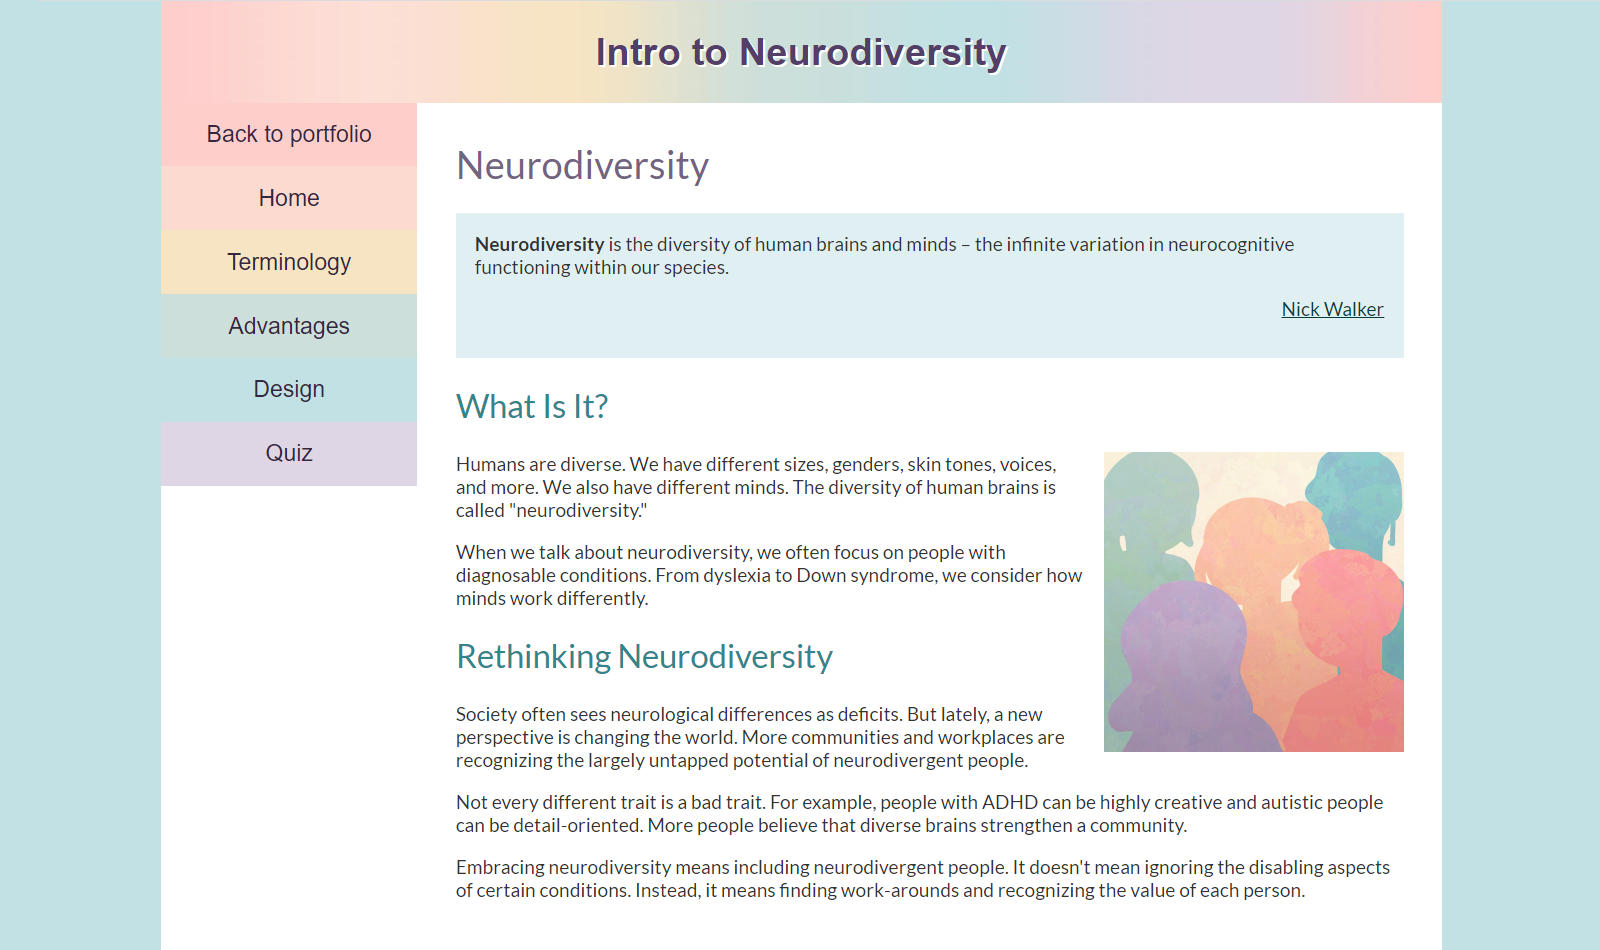 Intro to Neurodiversity
Back to portfolio
Home
Terminology
Advantages
Design
Quiz
Neurodiversity
Neurodiversity is the diversity of human brains and minds – the infinite variation in neurocognitive
functioning within our species.
Nick Walker
What Is It?
Humans are diverse. We have different sizes, genders, skin tones, voices,
and more. We also have different minds. The diversity of human brains is
called "neurodiversity."
When we talk about neurodiversity, we often focus on people with
diagnosable conditions. From dyslexia to Down syndrome, we consider how
minds work differently.
Rethinking Neurodiversity
Society often sees neurological differences as deficits. But lately, a new
perspective is changing the world. More communities and workplaces are
recognizing the largely untapped potential of neurodivergent people.
Not every different trait is a bad trait. For example, people with ADHD can be highly creative and autistic people
can be detail-oriented. More people believe that diverse brains strengthen a community.
Embracing neurodiversity means including neurodivergent people. It doesn't mean ignoring the disabling aspects
of certain conditions. Instead, it means finding work-arounds and recognizing the value of each person.